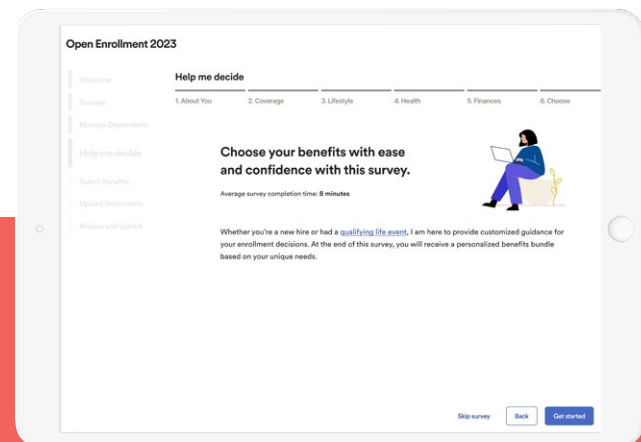 Open Enrollment 2023
Welcome
Surveys
Manage Dependents
Help me decide
Select Benefits
Upload Documents
Review and Submit
Help me decide
1. About You
2. Coverage
3. Lifestyle
4. Health
5. Finances
6. Choose
Choose your benefits with ease
and confidence with this survey.
Average survey completion time: 8 minutes
Whether you're a new hire or had a qualifying life event, I am here to provide customized guidance for
your enrollment decisions. At the end of this survey, you will receive a personalized benefits bundle
based on your unique needs.
Skip survey
Back
Get started